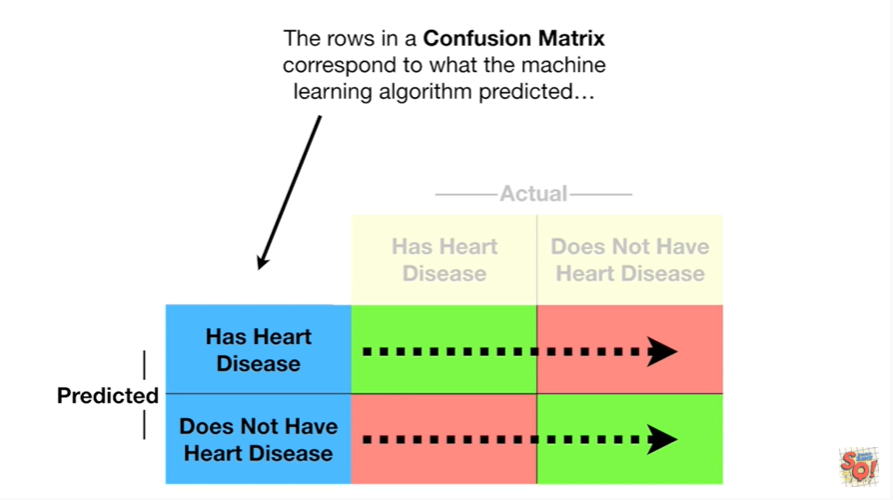 The rows in a Confusion Matrix
correspond to what the machine
learning algorithm predicted…
Actual
Has Heart
Disease
Does Not Have
Heart Disease
Has Heart
Disease
Predicted
Does Not Have
Heart Disease
SO!